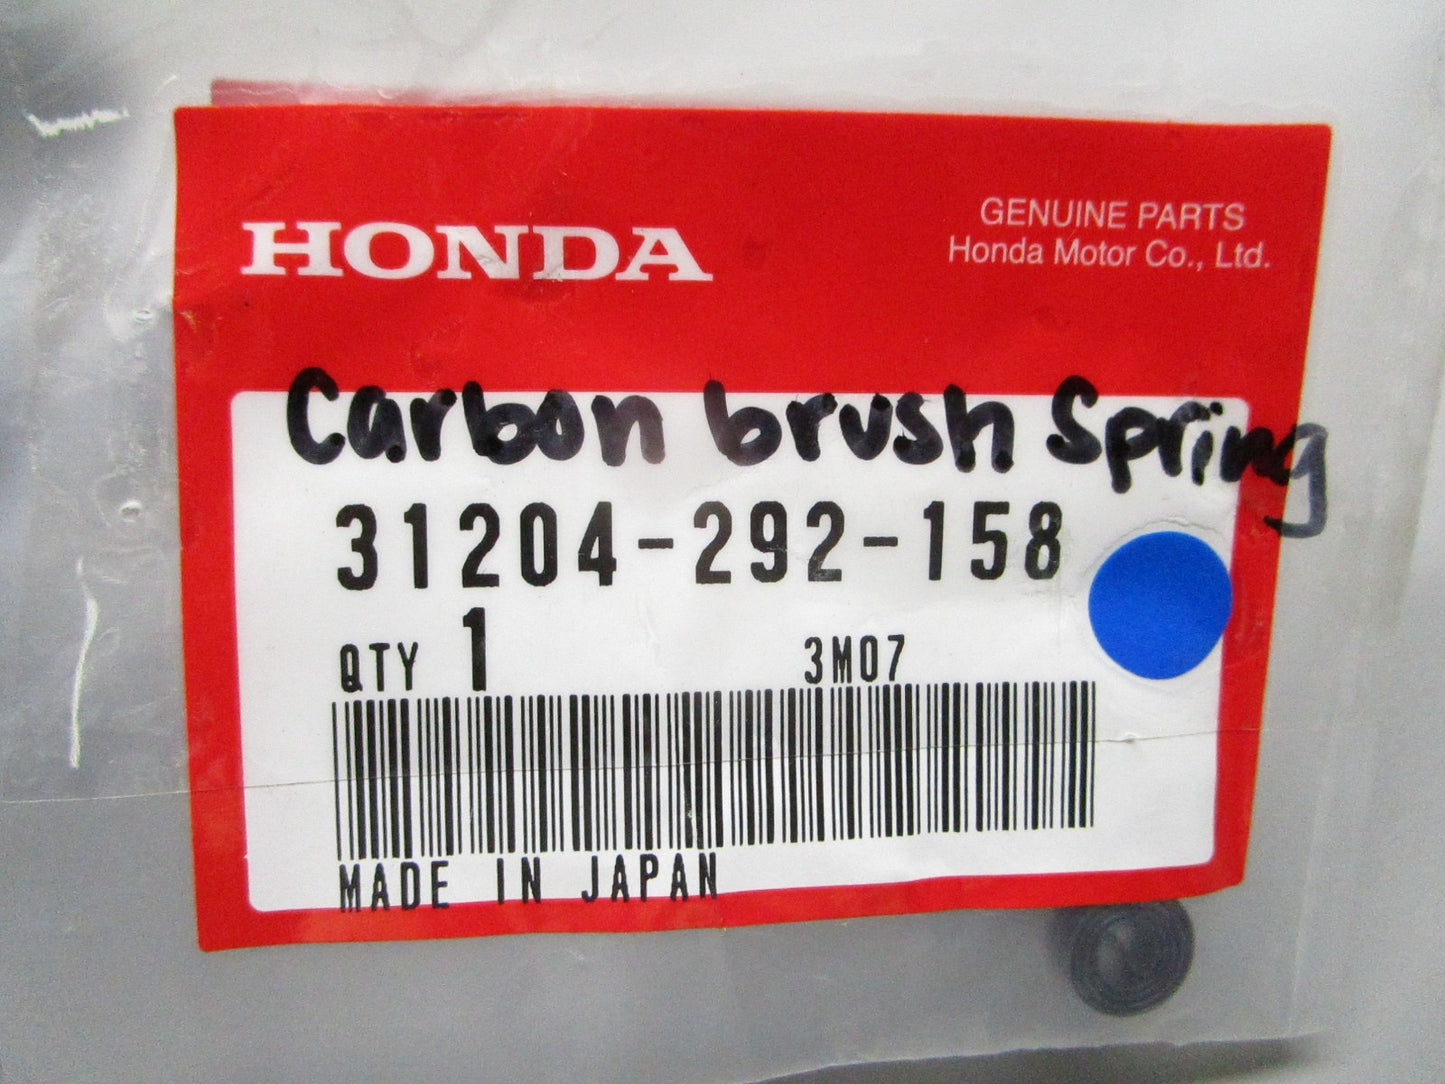 HONDA
GENUINE PARTS
Honda Motor Co., Ltd.
Carbon brush Spring
31204-292-158
QTY 1 3M07
MADE IN JAPAN